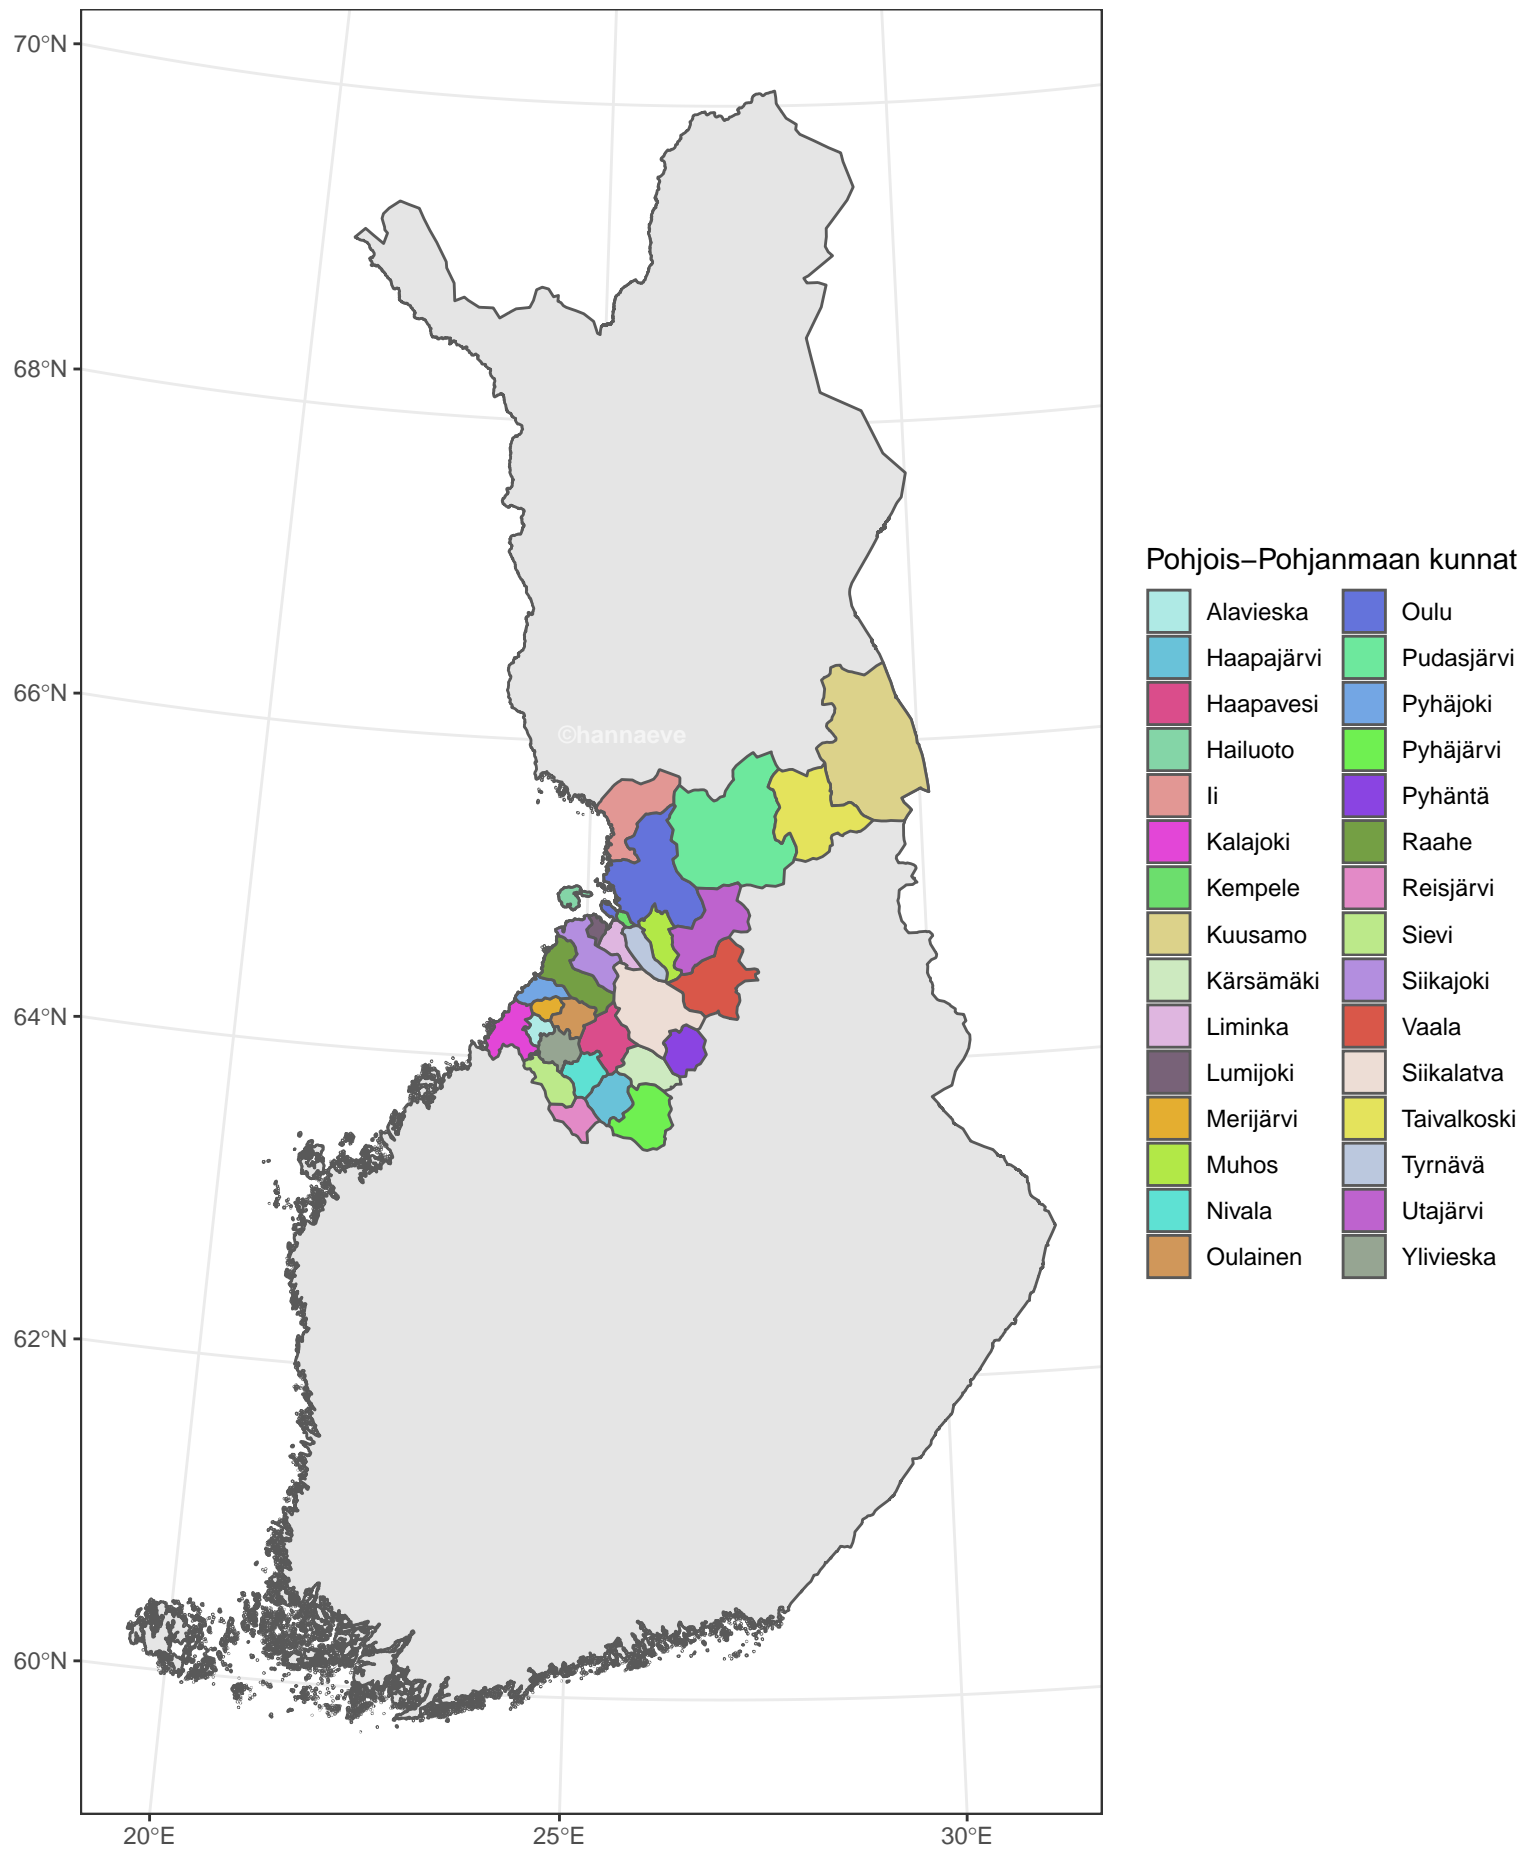 70°N
68°N
66°N
64°N
62°N
60°N
20°E
25°E
30°E
©hannaeve
Pohjois−Pohjanmaan kunnat
Alavieska
Haapajärvi
Haapavesi
Hailuoto
Ii
Kalajoki
Kempele
Kuusamo
Kärsämäki
Liminka
Lumijoki
Merijärvi
Muhos
Nivala
Oulainen
Oulu
Pudasjärvi
Pyhäjoki
Pyhäjärvi
Pyhäntä
Raahe
Reisjärvi
Sievi
Siikajoki
Vaala
Siikalatva
Taivalkoski
Tyrnävä
Utajärvi
Ylivieska